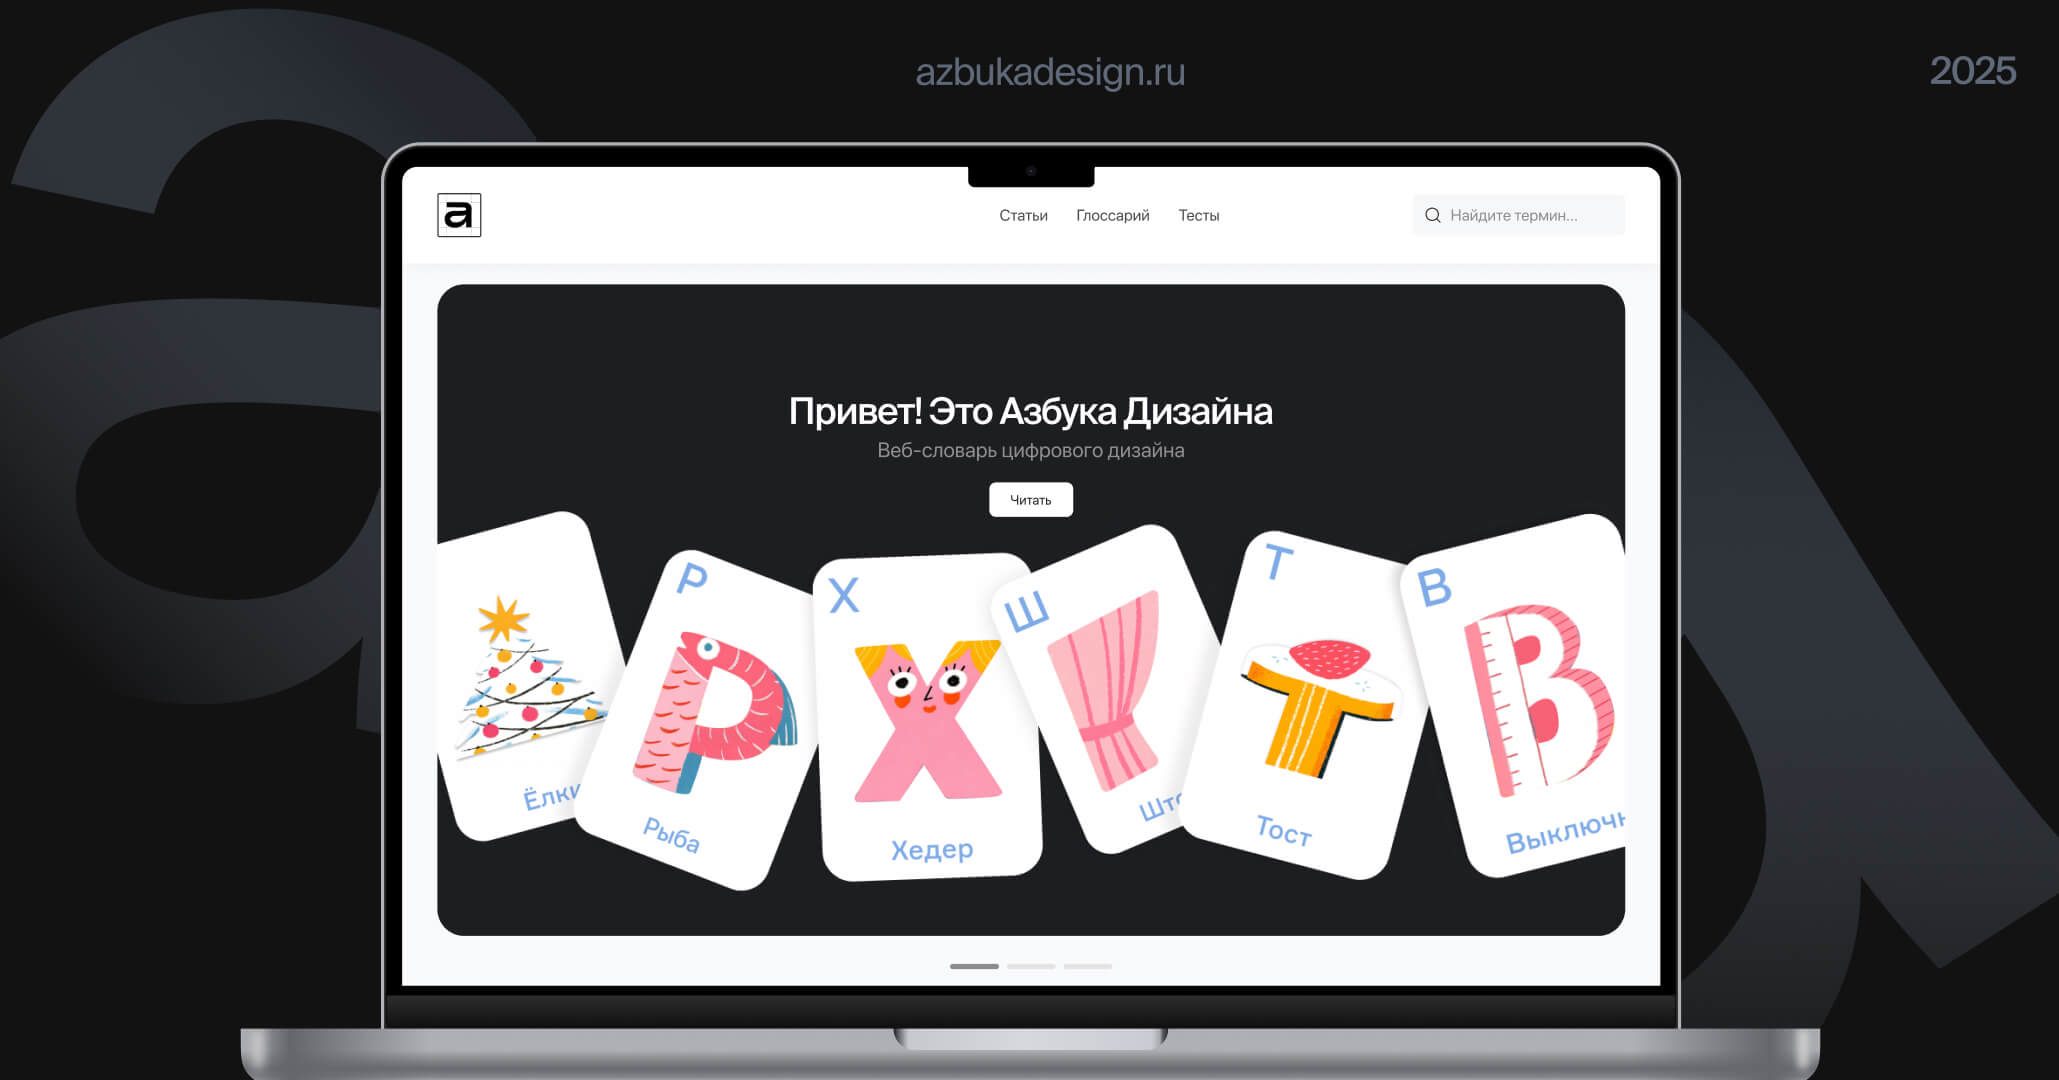 azbukadesign.ru
2025
a
Статьи Глоссарий Тесты
Найдите термин...
Привет! Это Азбука Дизайна
Веб-словарь цифрового дизайна
Читать
Р
Х
Ш
Т
В
Ёлки
Рыба
Хедер
Што
Тост
Выключ